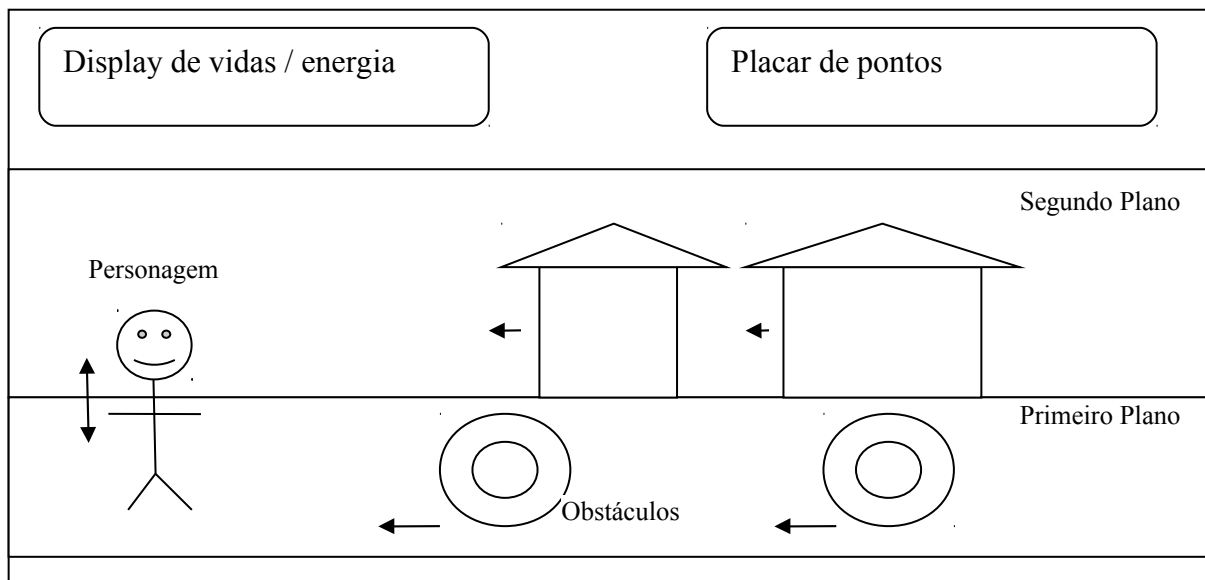 Display de vidas / energia
Placar de pontos
Segundo Plano
Personagem
Primeiro Plano
Obstáculos